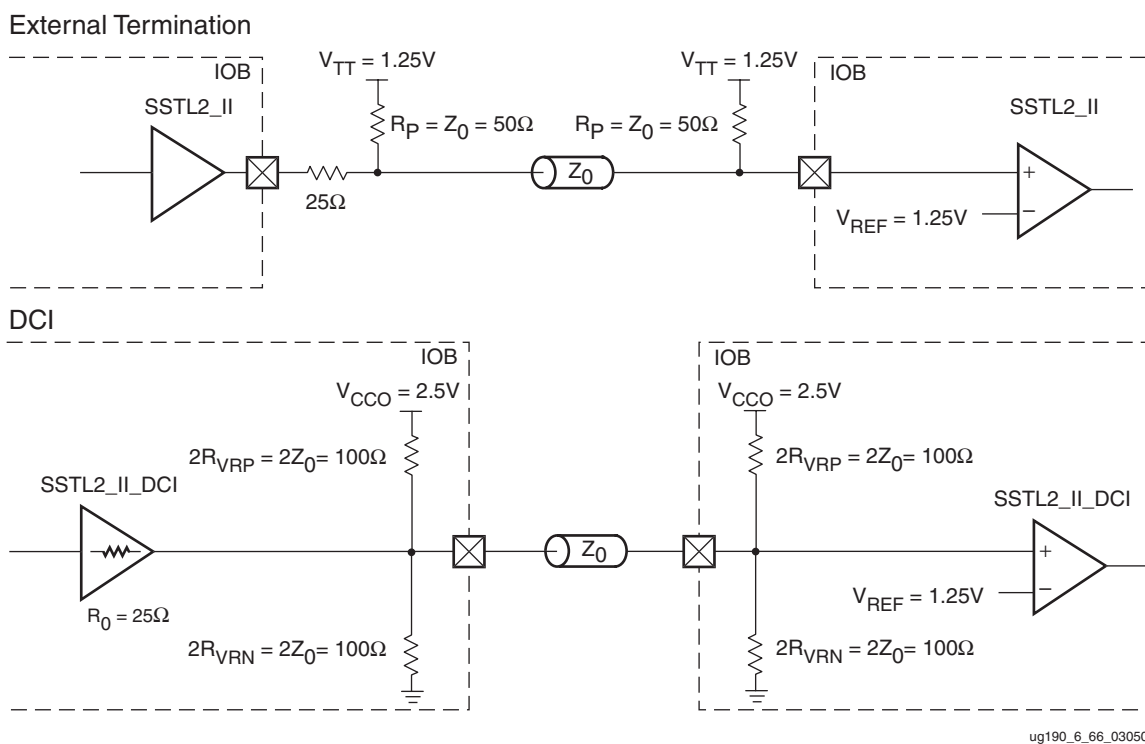 External Termination
IOB
V_TT = 1.25V
V_TT = 1.25V
IOB
SSTL2_II
R_P = Z_0 = 50Ω
R_P = Z_0 = 50Ω
SSTL2_II
25Ω
Z_0
+
−
V_REF = 1.25V
DCI
IOB
IOB
V_CCO = 2.5V
V_CCO = 2.5V
2R_VRP = 2Z_0= 100Ω
2R_VRP = 2Z_0= 100Ω
SSTL2_II_DCI
SSTL2_II_DCI
Z_0
+
−
R_0 = 25Ω
V_REF = 1.25V
2R_VRN = 2Z_0= 100Ω
2R_VRN = 2Z_0= 100Ω